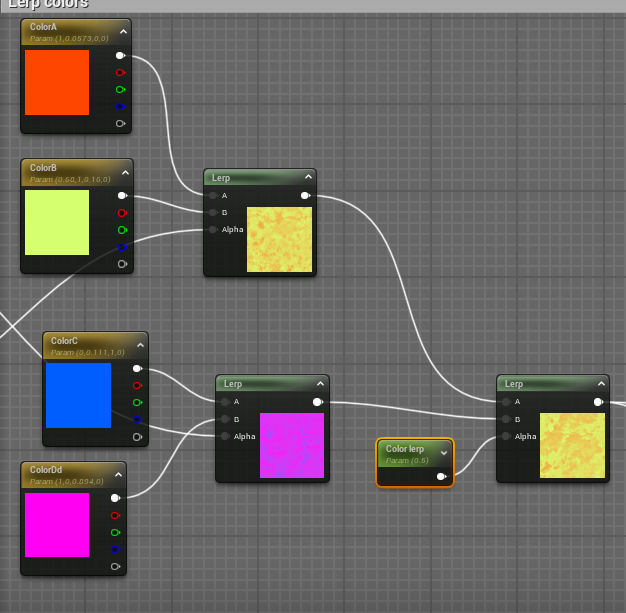 Lerp colors
ColorA
Param (1,0.0573,0,0)
ColorB
Param (0.68,1,0.16,0)
Lerp
A
B
Alpha
ColorC
Param (0,0.111,1,0)
Lerp
A
B
Alpha
Lerp
A
B
Alpha
Color lerp
Param (0.5)
ColorDd
Param (1,0,0.894,0)